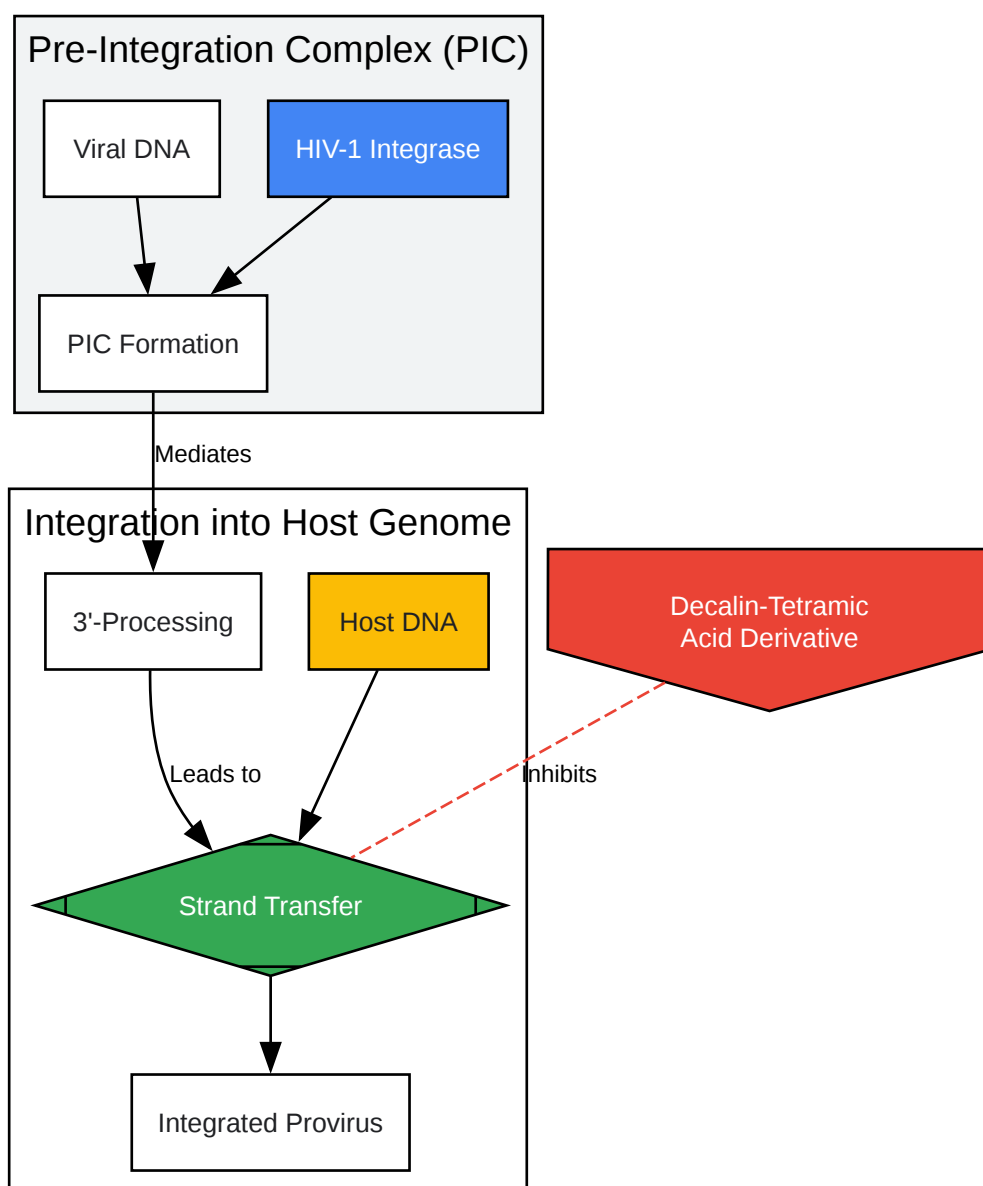 Pre-Integration Complex (PIC)
Viral DNA
HIV-1 Integrase
PIC Formation
Mediates
Integration into Host Genome
3'-Processing
Host DNA
Decalin-Tetramic
Acid Derivative
Leads to
Inhibits
Strand Transfer
Integrated Provirus